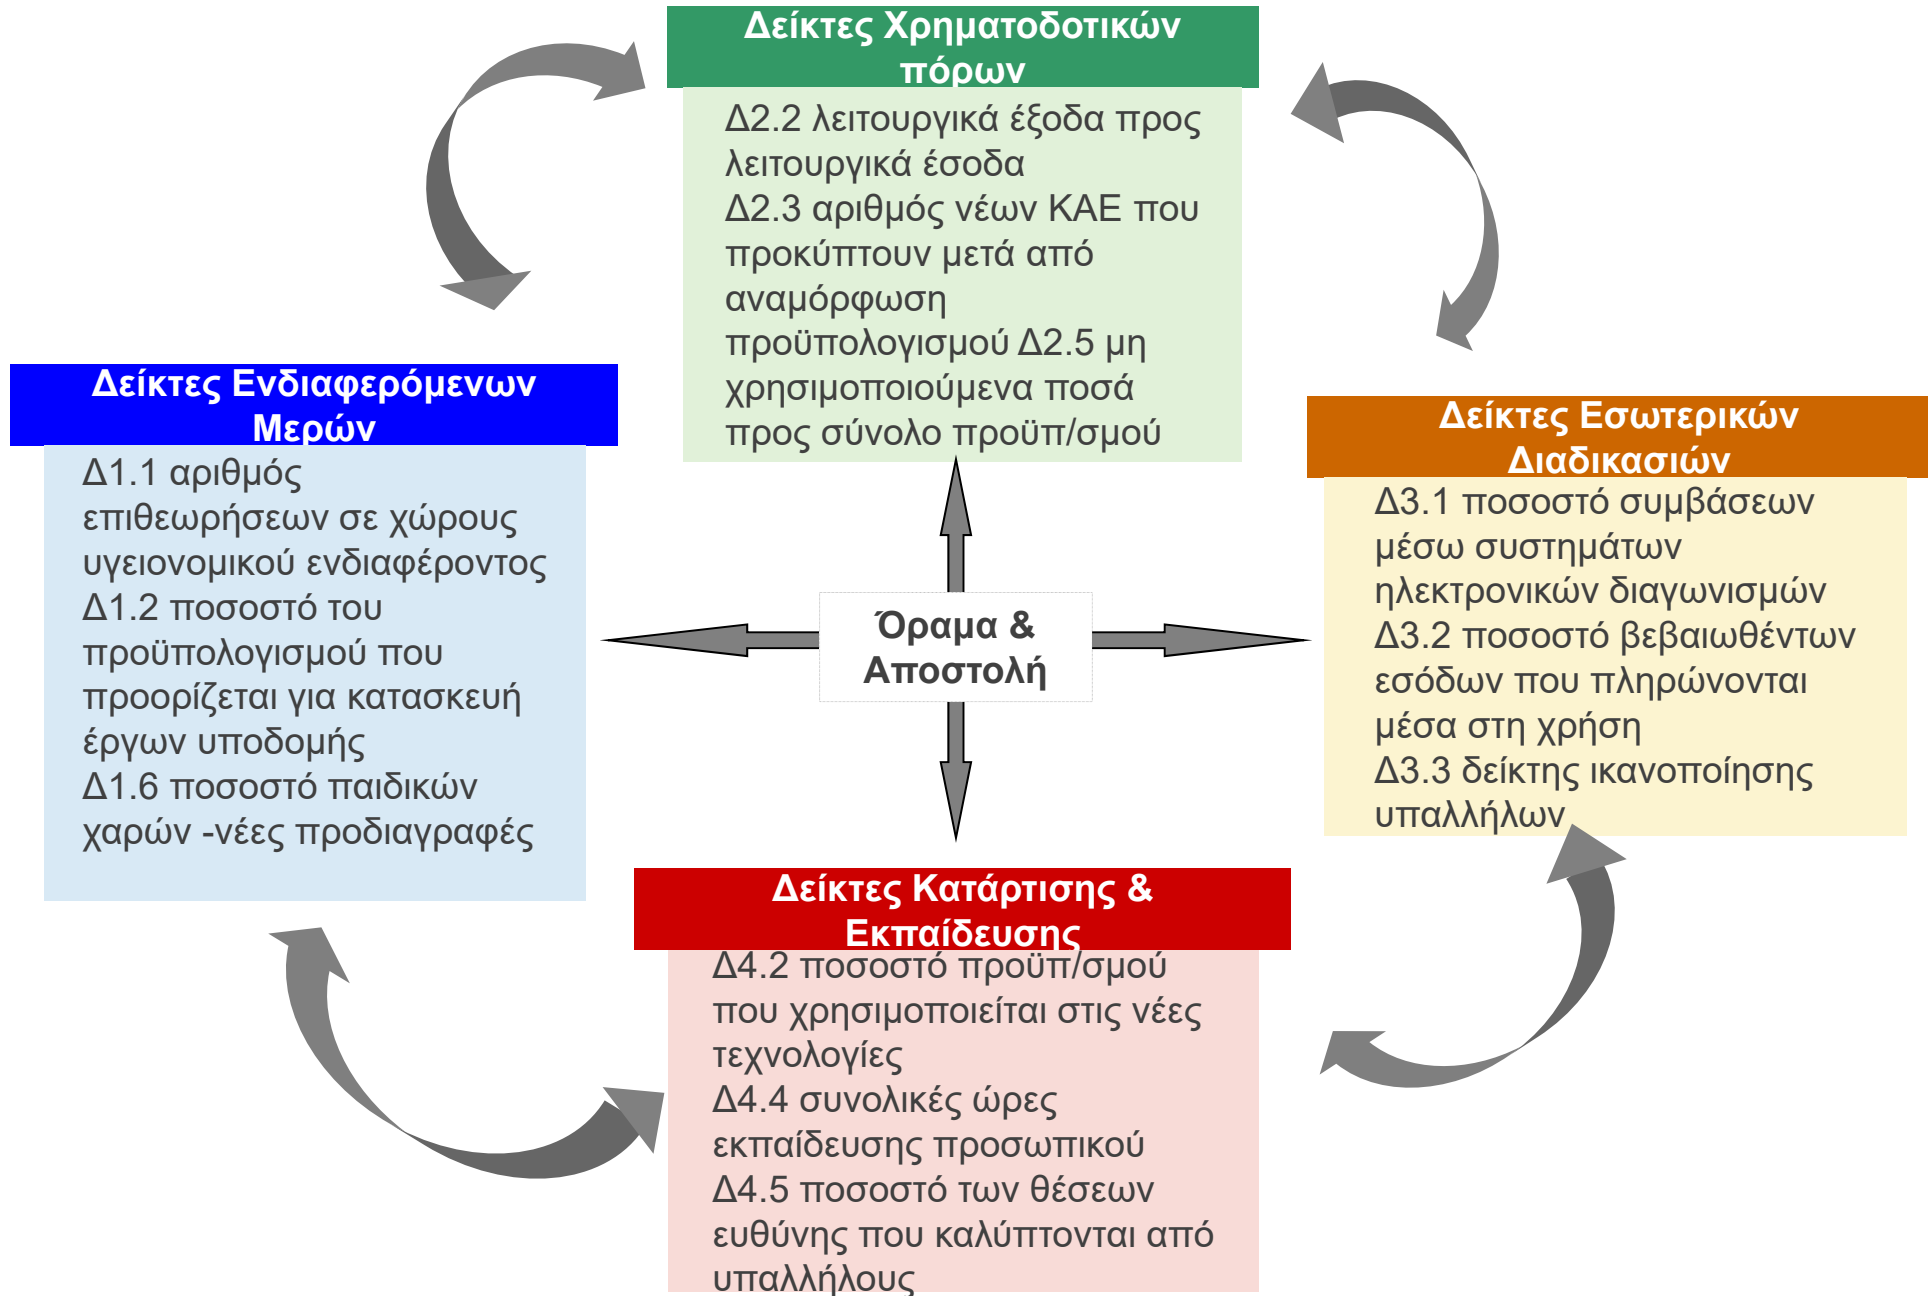 Δείκτες Χρηματοδοτικών
πόρων
Δ2.2 λειτουργικά έξοδα προς
λειτουργικά έσοδα
Δ2.3 αριθμός νέων ΚΑΕ που
προκύπτουν μετά από
αναμόρφωση
προϋπολογισμού Δ2.5 μη
χρησιμοποιούμενα ποσά
προς σύνολο προϋπ/σμού
Δείκτες Ενδιαφερόμενων
Μερών
Δ1.1 αριθμός
επιθεωρήσεων σε χώρους
υγειονομικού ενδιαφέροντος
Δ1.2 ποσοστό του
προϋπολογισμού που
προορίζεται για κατασκευή
έργων υποδομής
Δ1.6 ποσοστό παιδικών
χαρών -νέες προδιαγραφές
Όραμα &
Αποστολή
Δείκτες Εσωτερικών
Διαδικασιών
Δ3.1 ποσοστό συμβάσεων
μέσω συστημάτων
ηλεκτρονικών διαγωνισμών
Δ3.2 ποσοστό βεβαιωθέντων
εσόδων που πληρώνονται
μέσα στη χρήση
Δ3.3 δείκτης ικανοποίησης
υπαλλήλων
Δείκτες Κατάρτισης &
Εκπαίδευσης
Δ4.2 ποσοστό προϋπ/σμού
που χρησιμοποιείται στις νέες
τεχνολογίες
Δ4.4 συνολικές ώρες
εκπαίδευσης προσωπικού
Δ4.5 ποσοστό των θέσεων
ευθύνης που καλύπτονται από
υπαλλήλους